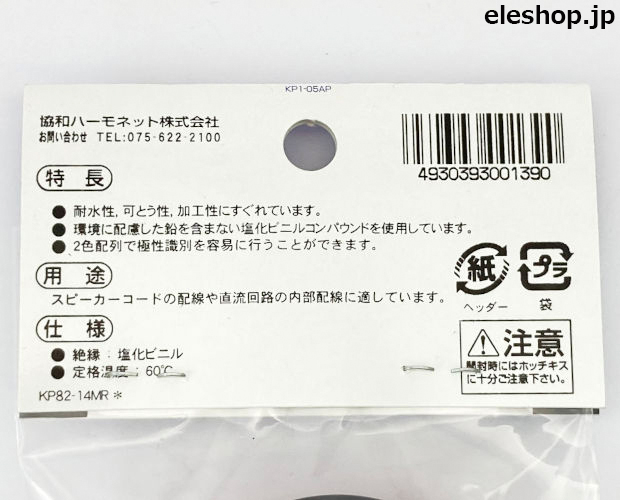 eleshop.jp
KP1-05AP
協和ハーモネット株式会社
お問い合わせ TEL:075-622-2100
4930393001390
特長
● 耐水性，可とう性，加工性にすぐれています。
● 環境に配慮した鉛を含まない塩化ビニルコンパウンドを使用しています。
● 2色配列で極性識別を容易に行うことができます。
用途
スピーカーコードの配線や直流回路の内部配線に適しています。
紙
ヘッダー
プラ
袋
仕様
● 絶縁：塩化ビニル
● 定格温度：60℃
注意
開封時にはホッチキス
に十分ご注意下さい。
KP82-14MR＊